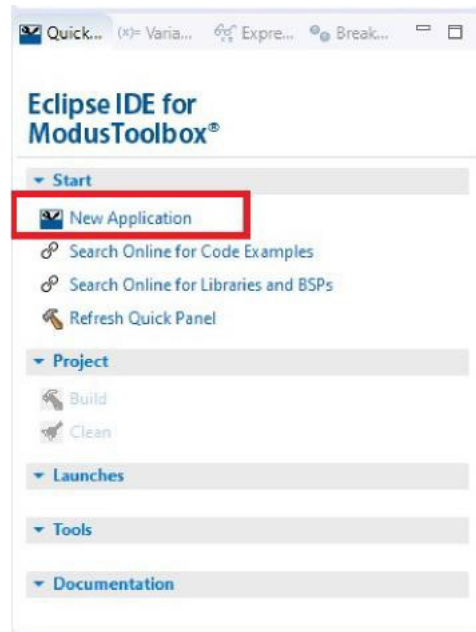 Quick... (x)= Varia... Expre... Break...
Eclipse IDE for
ModusToolbox®
Start
New Application
Search Online for Code Examples
Search Online for Libraries and BSPs
Refresh Quick Panel
Project
Build
Clean
Launches
Tools
Documentation